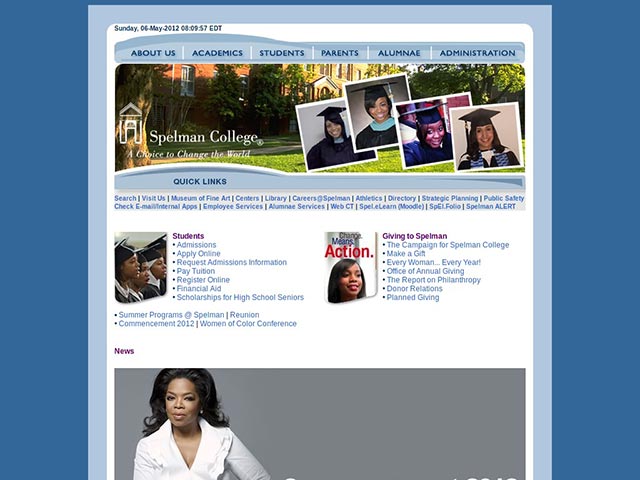 Sunday, 06-May-2012 08:09:57 EDT
ABOUT US | ACADEMICS | STUDENTS | PARENTS | ALUMNAE | ADMINISTRATION
Spelman College®
A Choice to Change the World
QUICK LINKS
Search | Visit Us | Museum of Fine Art | Centers | Library | Careers@Spelman | Athletics | Directory | Strategic Planning | Public Safety
Check E-mail/Internal Apps | Employee Services | Alumnae Services | Web CT | Spel.eLearn (Moodle) | SpEl.Folio | Spelman ALERT
Students
• Admissions
• Apply Online
• Request Admissions Information
• Pay Tuition
• Register Online
• Financial Aid
• Scholarships for High School Seniors
Change.
Means.
Action.
Giving to Spelman
• The Campaign for Spelman College
• Make a Gift
• Every Woman... Every Year!
• Office of Annual Giving
• The Report on Philanthropy
• Donor Relations
• Planned Giving
• Summer Programs @ Spelman | Reunion
• Commencement 2012 | Women of Color Conference
News